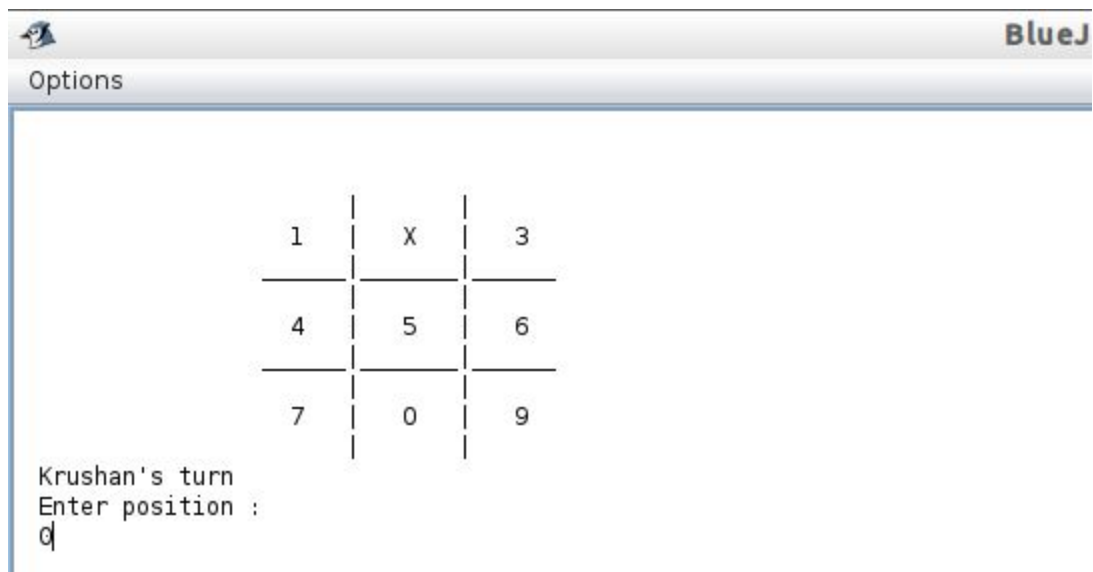 BlueJ
Options
1 | X | 3
4 | 5 | 6
7 | 0 | 9
Krushan's turn
Enter position :
0